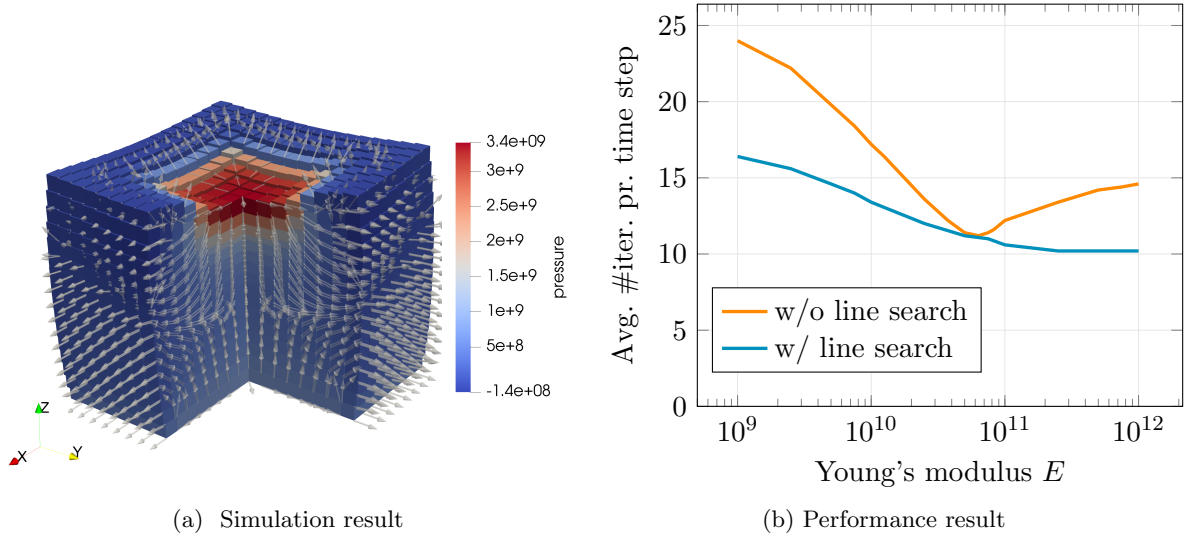 3.4e+09
3e+9
2.5e+9
2e+9
1.5e+9
1e+9
5e+8
-1.4e+08
pressure
Z
X
Y
(a) Simulation result
Avg. #iter. pr. time step
25
20
15
10
5
0
w/o line search
w/ line search
10^9 10^10 10^11 10^12
Young's modulus E
(b) Performance result